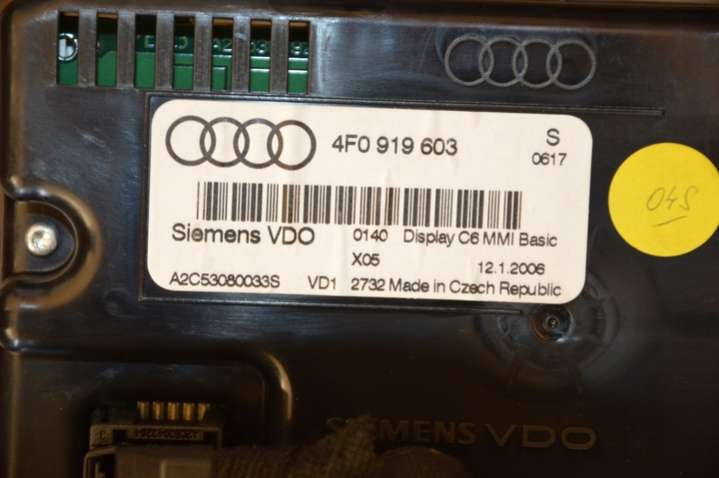 4F0 919 603
S
0617
Siemens VDO
0140 Display C6 MMI Basic
X05 12.1.2006
A2C53080033S VD1 2732 Made in Czech Republic
04S
SIEMENS VDO